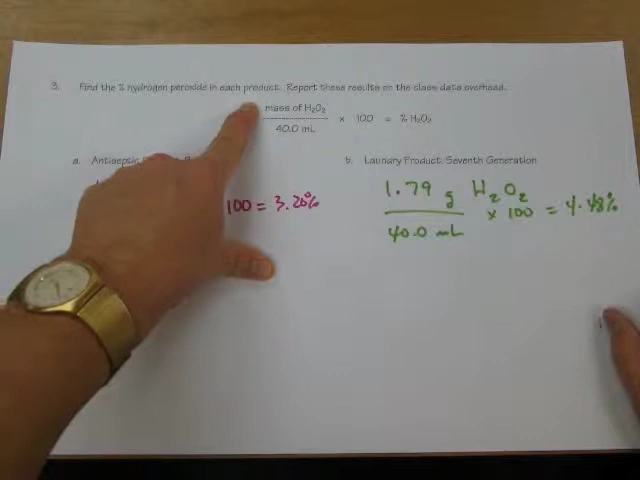 3. Find the % hydrogen peroxide in each product. Report these results on the class data overhead.
mass of H₂O₂
40.0 mL
x 100 = % H₂O₂
a. Antiseptic
b. Laundry Product, Seventh Generation
100 = 3.20%
1.79 g H₂O₂
40.0 mL
x 100 = 4.48%